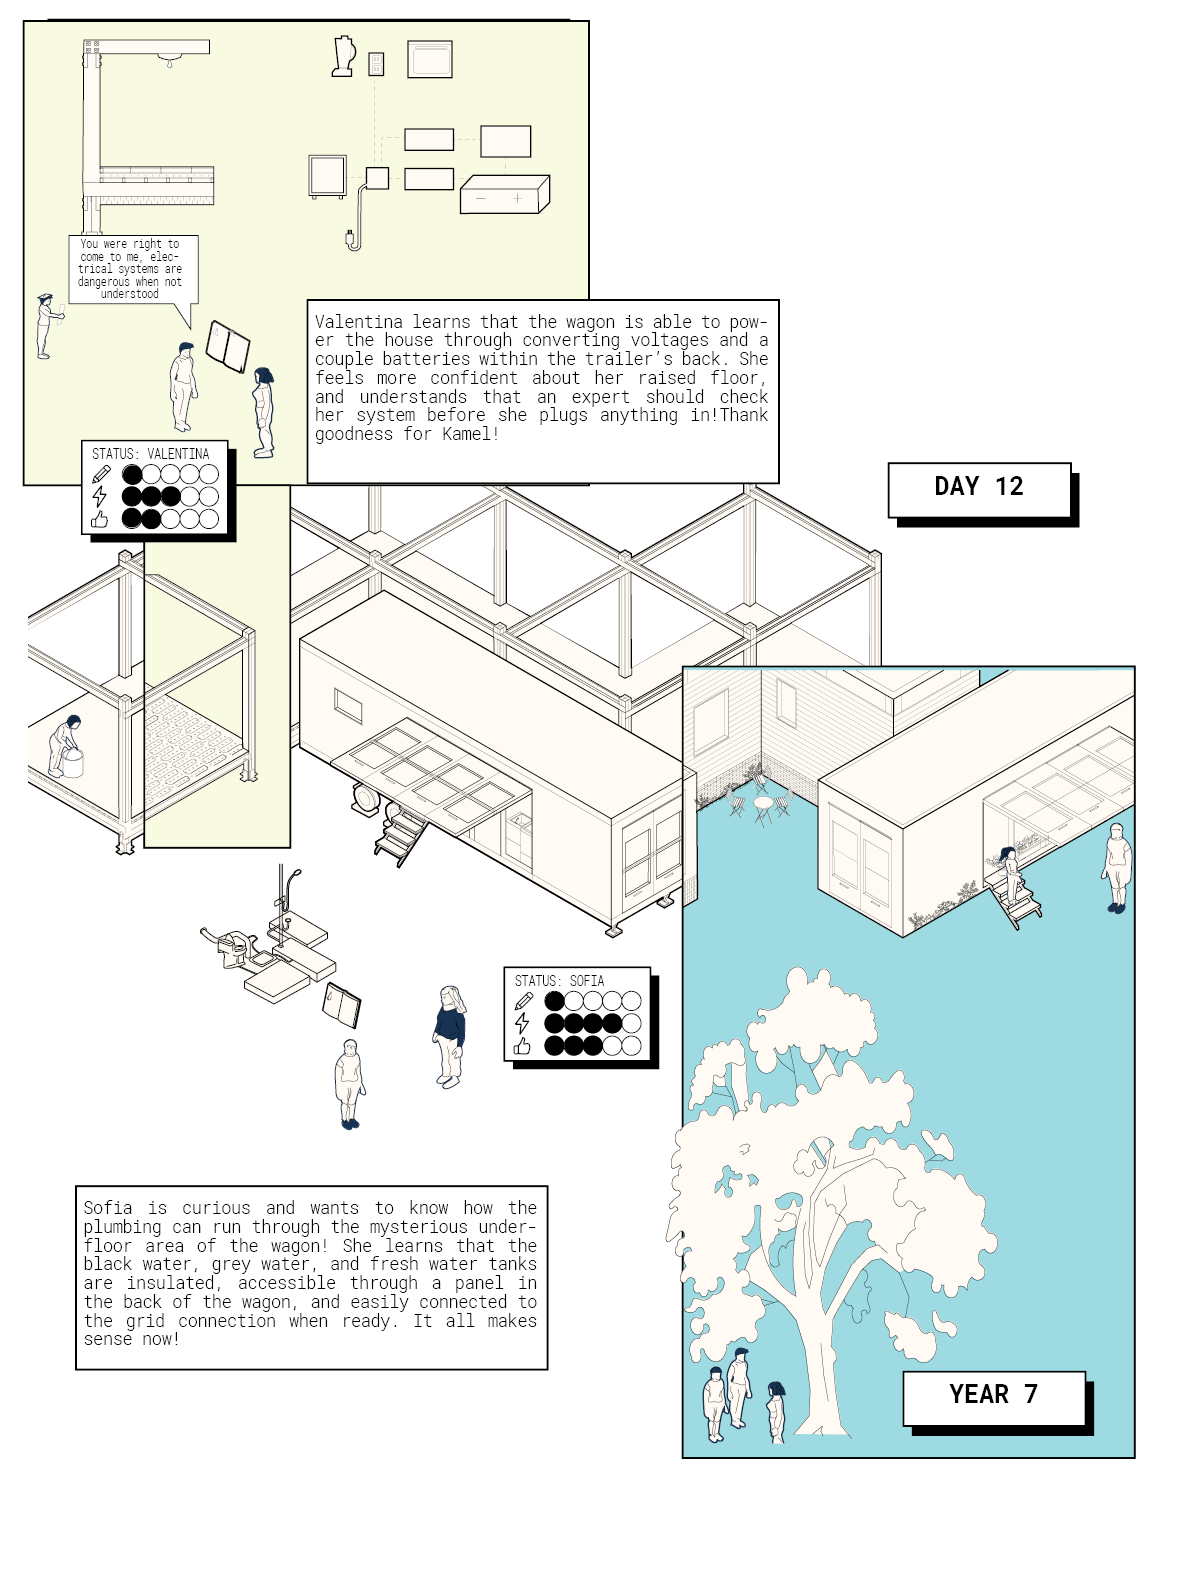 You were right to
come to me, elec-
trical systems are
dangerous when not
understood
Valentina learns that the wagon is able to pow-
er the house through converting voltages and a
couple batteries within the trailer's back. She
feels more confident about her raised floor,
and understands that an expert should check
her system before she plugs anything in!Thank
goodness for Kamel!
STATUS: VALENTINA
DAY 12
STATUS: SOFIA
Sofia is curious and wants to know how the
plumbing can run through the mysterious under-
floor area of the wagon! She learns that the
black water, grey water, and fresh water tanks
are insulated, accessible through a panel in
the back of the wagon, and easily connected to
the grid connection when ready. It all makes
sense now!
YEAR 7